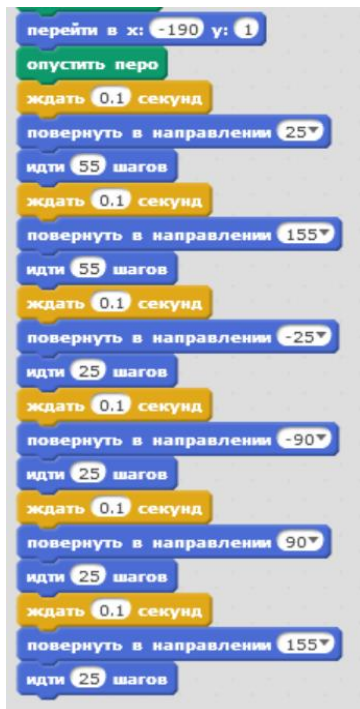 перейти в x: -190 y: 1
опустить перо
ждать 0.1 секунд
повернуть в направлении 25
идти 55 шагов
ждать 0.1 секунд
повернуть в направлении 155
идти 55 шагов
ждать 0.1 секунд
повернуть в направлении -25
идти 25 шагов
ждать 0.1 секунд
повернуть в направлении -90
идти 25 шагов
ждать 0.1 секунд
повернуть в направлении 90
идти 25 шагов
ждать 0.1 секунд
повернуть в направлении 155
идти 25 шагов